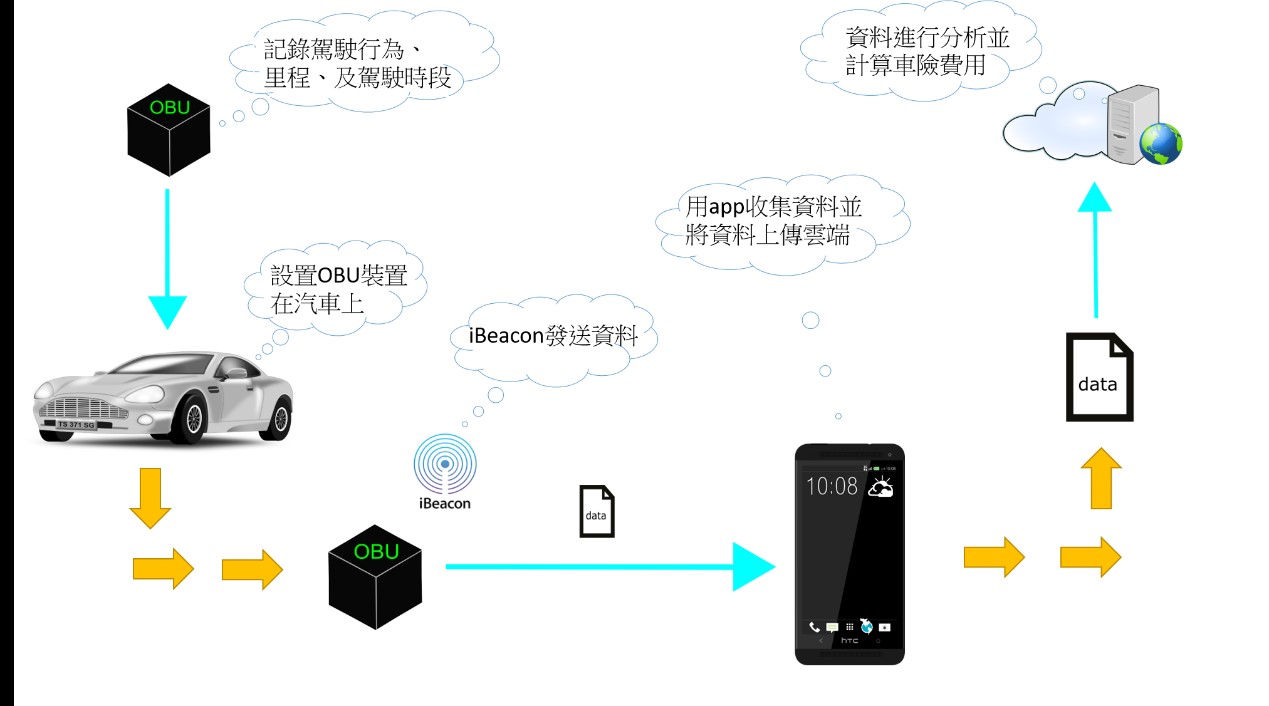 記錄駕駛行為、
里程、及駕駛時段
OBU
設置OBU裝置
在汽車上
TS 371 SG
iBeacon發送資料
iBeacon
OBU
data
用app收集資料並
將資料上傳雲端
10:08
hTC
data
資料進行分析並
計算車險費用